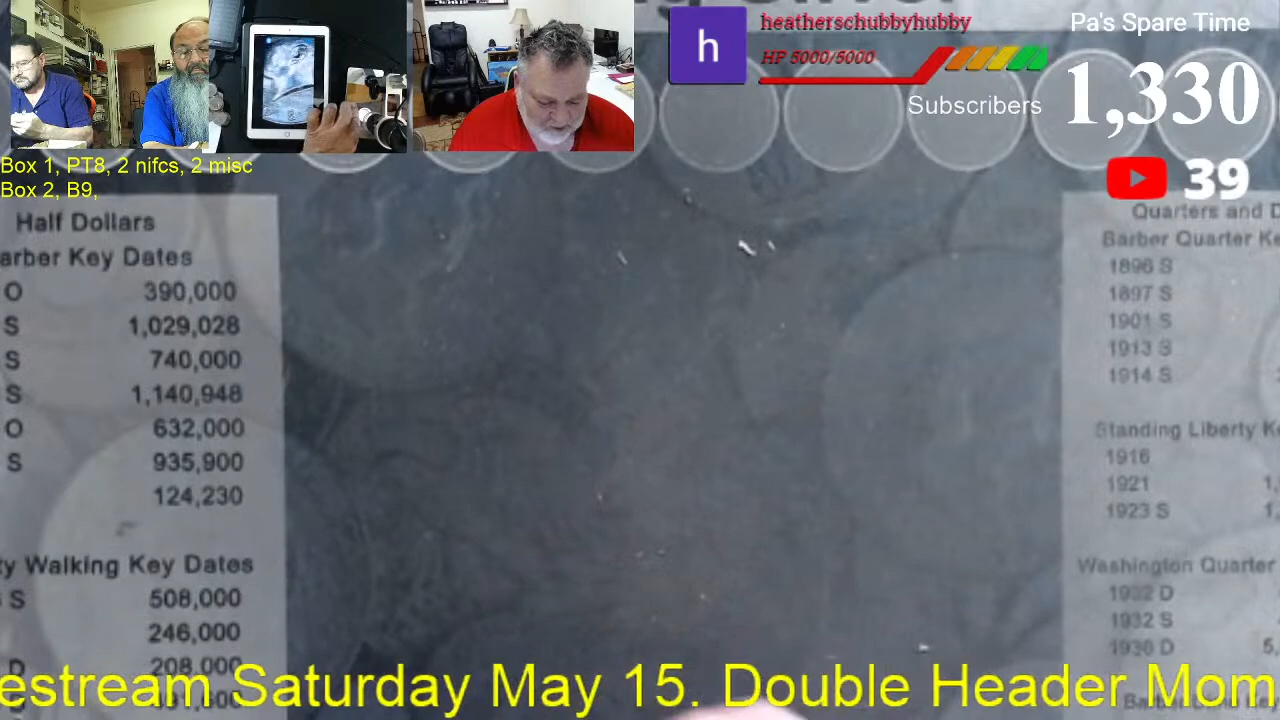 heatherschubbyhubby
HP 5000/5000
h
Pa's Spare Time
Subscribers 1,330
39
Box 1, PT8, 2 nifcs, 2 misc
Box 2, B9,
Half Dollars
arber Key Dates
O 390,000
S 1,029,028
S 740,000
S 1,140,948
O 632,000
S 935,900
124,230
ty Walking Key Dates
S 508,000
246,000
D 208,000
Quarters and D
Barber Quarter Ke
1896 S
1897 S
1901 S
1913 S
1914 S
Standing Liberty Ke
1916
1921 1,
1923 S 1,
Washington Quarter
1932 D
1932 S
1936 D 5,
estream Saturday May 15. Double Header Mom